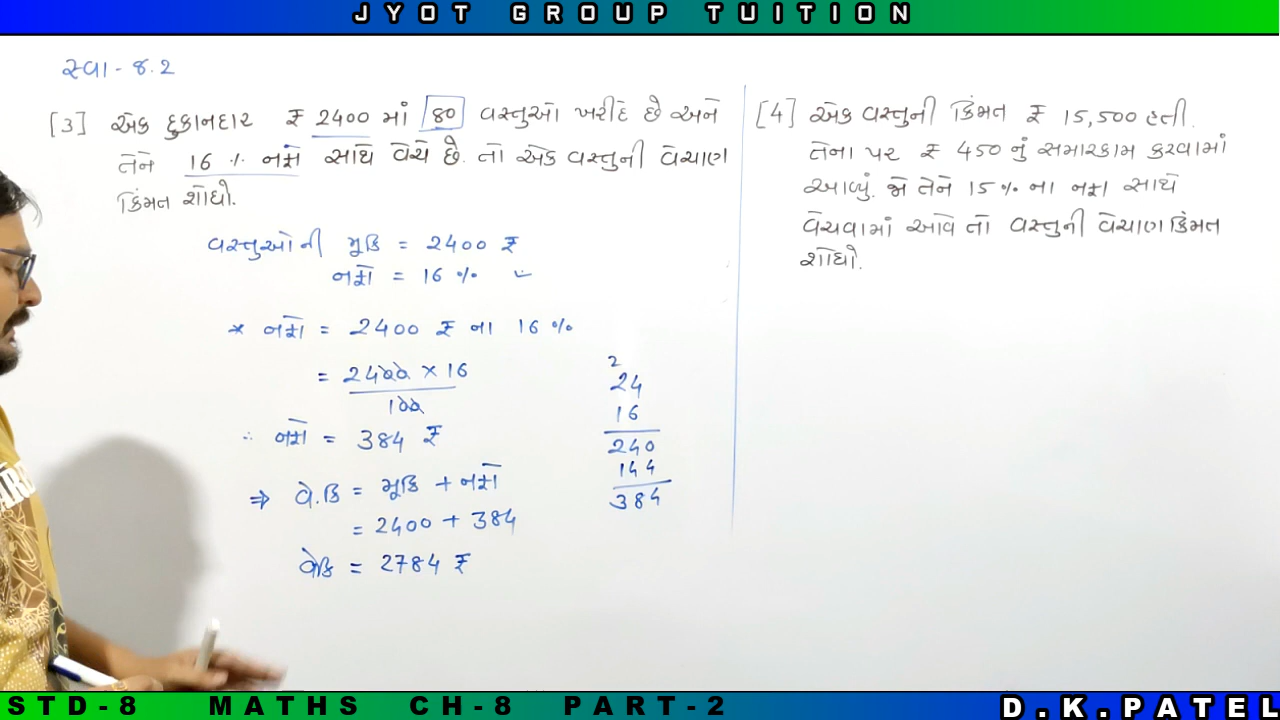 JYOT GROUP TUITION
સ્વા - ૪.૨
[3] એક દુકાનદાર ₹ 2400 માં 80 વસ્તુઓ ખરીદે છે અને
તેને 16 % નફા સાથે વેચે છે. તો એક વસ્તુની વેચાણ
કિંમત શોધો.
વસ્તુઓની મૂકિ = 2400 ₹
નફો = 16 %
* નફો = 2400 ₹ ના 16 %
= 2400 × 16
100
∴ નફો = 384 ₹
⇒ વે.કિ = મૂકિ + નફો
= 2400 + 384
વેકિ = 2784 ₹
2
24
16
240
144
384
[4] એક વસ્તુની કિંમત ₹ 15,500 હતી.
તેના પર ₹ 450 નું સમારકામ કરવામાં
આવ્યું. જો તેને 15 % ના નફા સાથે
વેચવામાં આવે તો વસ્તુની વેચાણ કિંમત
શોધો.
STD-8 MATHS CH-8 PART-2
D.K.PATEL